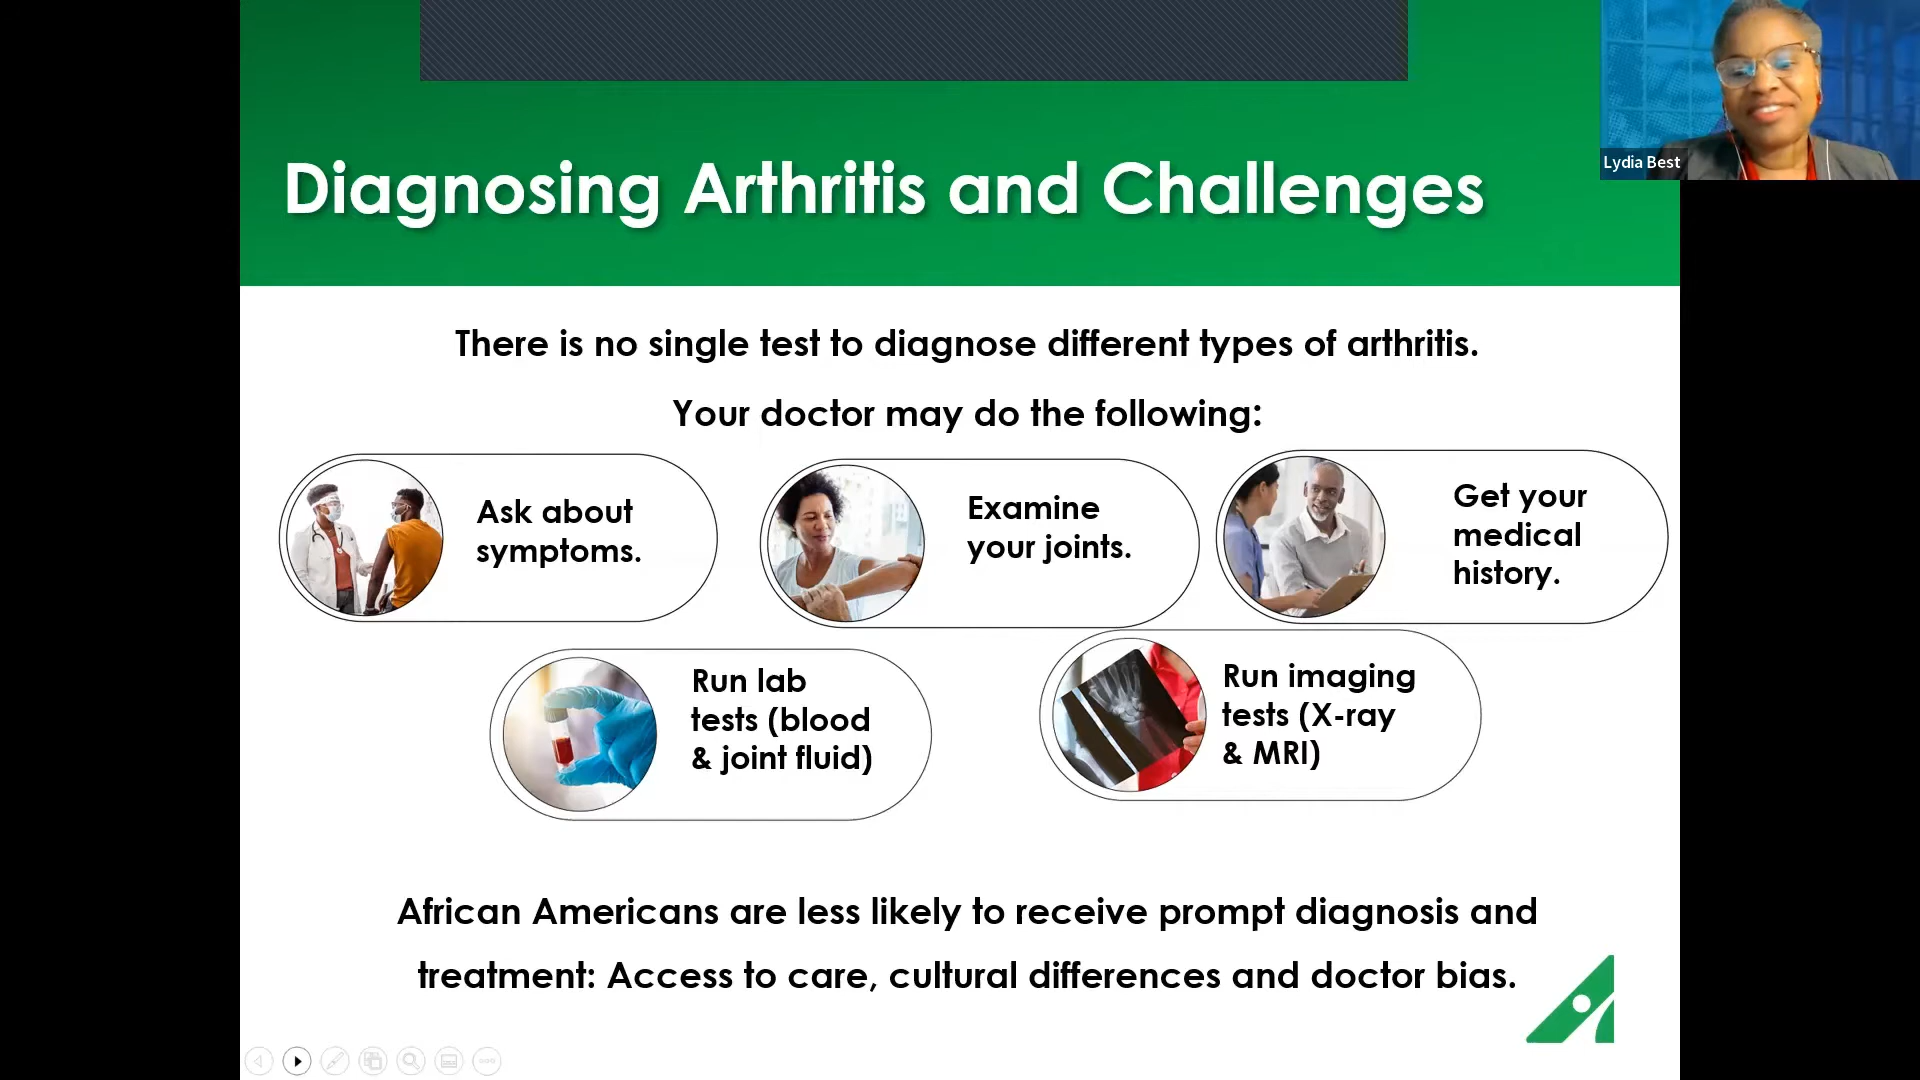 Lydia Best
Diagnosing Arthritis and Challenges
There is no single test to diagnose different types of arthritis.
Your doctor may do the following:
Ask about
symptoms.
Examine
your joints.
Get your
medical
history.
Run lab
tests (blood
& joint fluid)
Run imaging
tests (X-ray
& MRI)
African Americans are less likely to receive prompt diagnosis and
treatment: Access to care, cultural differences and doctor bias.